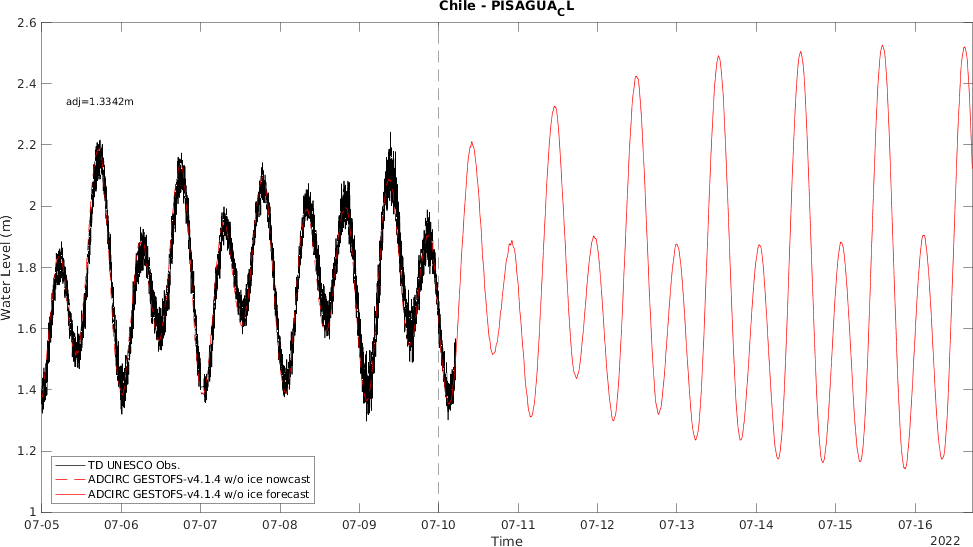 Chile - PISAGUA_CL
2.6
2.4
adj=1.3342m
2.2
2
Water Level (m)
1.8
1.6
1.4
1.2
1
TD UNESCO Obs.
ADCIRC GESTOFS-v4.1.4 w/o ice nowcast
ADCIRC GESTOFS-v4.1.4 w/o ice forecast
07-05 07-06 07-07 07-08 07-09 07-10 07-11 07-12 07-13 07-14 07-15 07-16
Time
2022